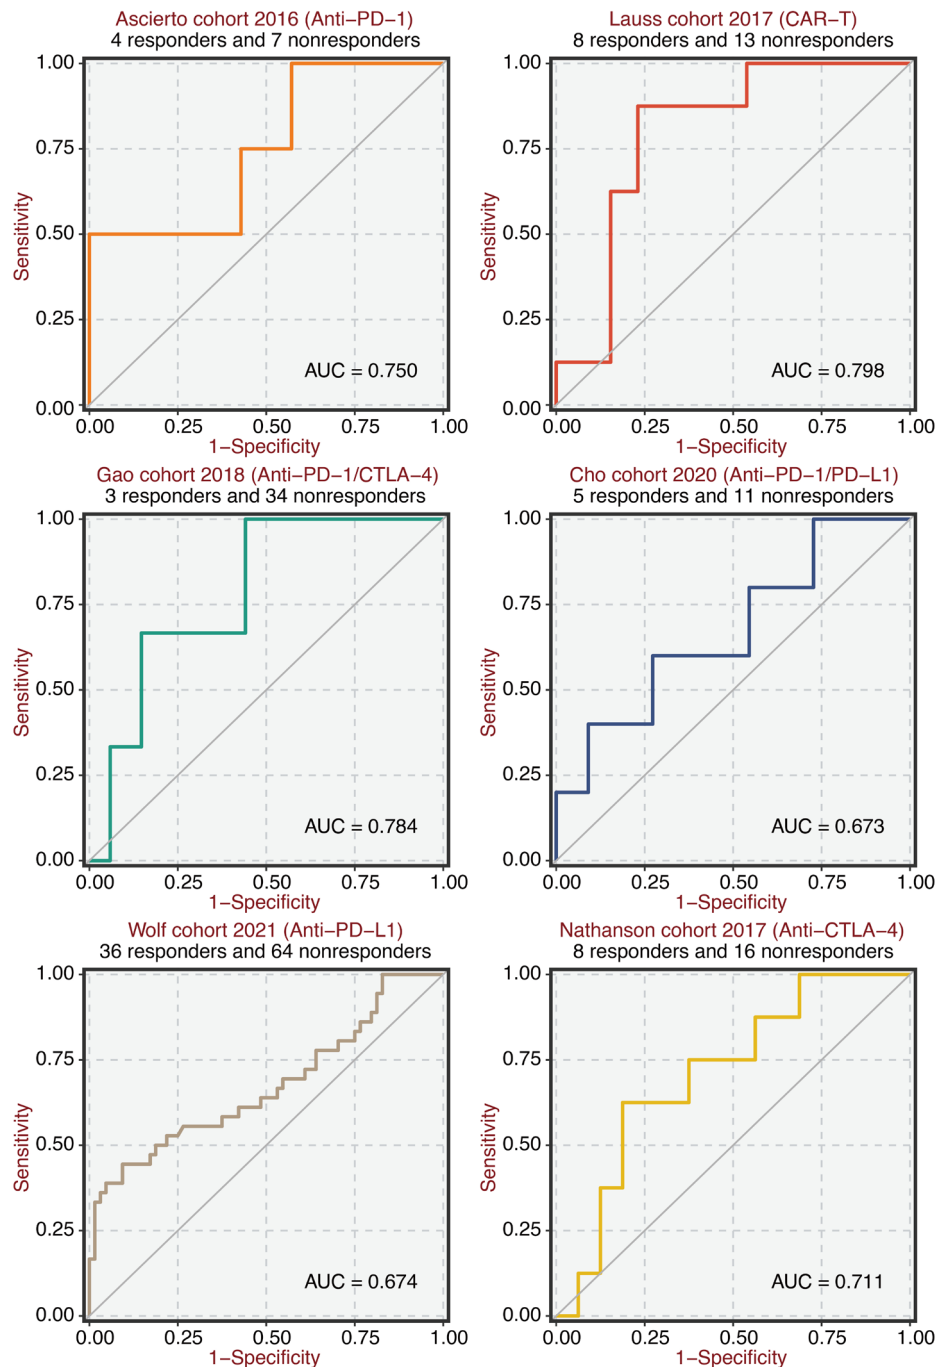 Ascierto cohort 2016 (Anti−PD−1)
4 responders and 7 nonresponders
1.00
0.75
0.50
0.25
0.00
Sensitivity
AUC = 0.750
0.00 0.25 0.50 0.75 1.00
1−Specificity
Lauss cohort 2017 (CAR−T)
8 responders and 13 nonresponders
1.00
0.75
0.50
0.25
0.00
Sensitivity
AUC = 0.798
0.00 0.25 0.50 0.75 1.00
1−Specificity
Gao cohort 2018 (Anti−PD−1/CTLA−4)
3 responders and 34 nonresponders
1.00
0.75
0.50
0.25
0.00
Sensitivity
AUC = 0.784
0.00 0.25 0.50 0.75 1.00
1−Specificity
Cho cohort 2020 (Anti−PD−1/PD−L1)
5 responders and 11 nonresponders
1.00
0.75
0.50
0.25
0.00
Sensitivity
AUC = 0.673
0.00 0.25 0.50 0.75 1.00
1−Specificity
Wolf cohort 2021 (Anti−PD−L1)
36 responders and 64 nonresponders
1.00
0.75
0.50
0.25
0.00
Sensitivity
AUC = 0.674
0.00 0.25 0.50 0.75 1.00
1−Specificity
Nathanson cohort 2017 (Anti−CTLA−4)
8 responders and 16 nonresponders
1.00
0.75
0.50
0.25
0.00
Sensitivity
AUC = 0.711
0.00 0.25 0.50 0.75 1.00
1−Specificity